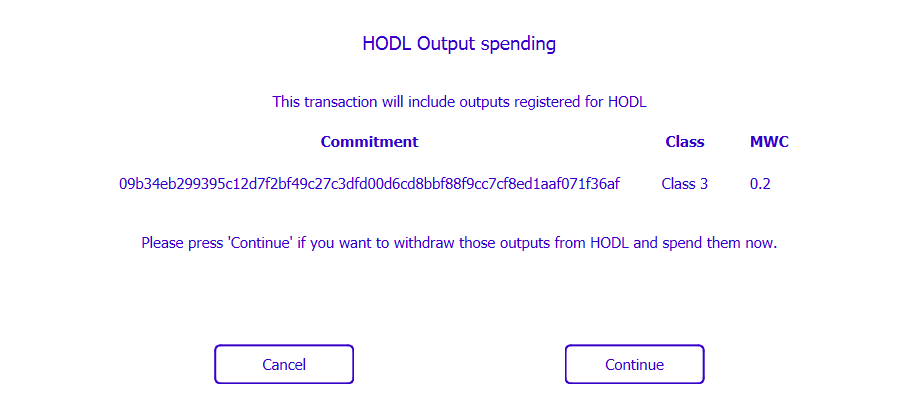 HODL Output spending
This transaction will include outputs registered for HODL
Commitment Class MWC
09b34eb299395c12d7f2bf49c27c3dfd00d6cd8bbf88f9cc7cf8ed1aaf071f36af Class 3 0.2
Please press 'Continue' if you want to withdraw those outputs from HODL and spend them now.
Cancel Continue